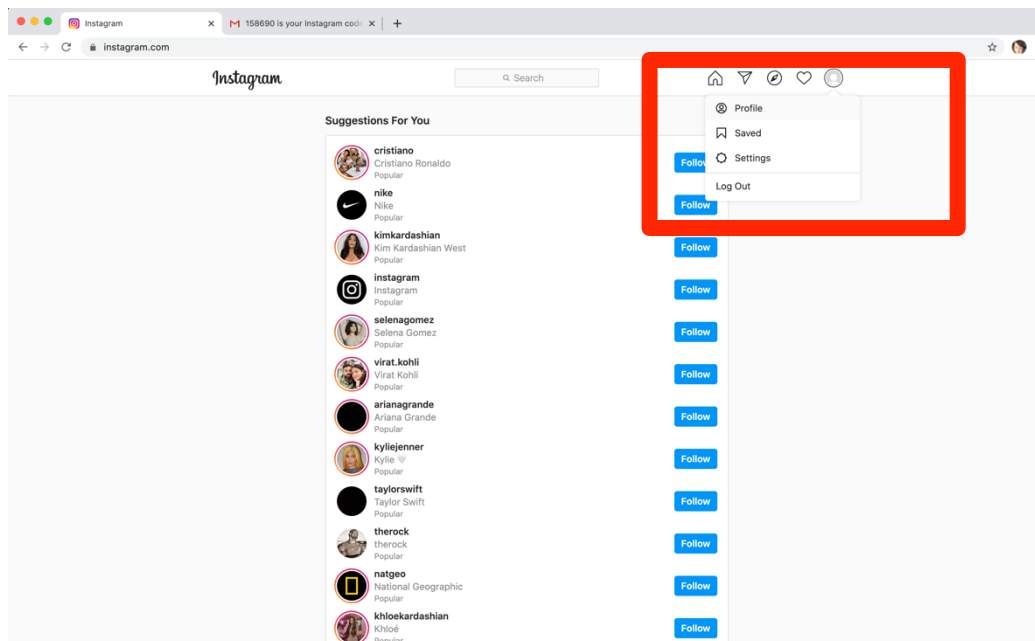 Instagram
158690 is your Instagram code
instagram.com
Instagram
Search
Profile
Saved
Settings
Log Out
Suggestions For You
cristiano
Cristiano Ronaldo
Popular
Follow
nike
Nike
Popular
Follow
kimkardashian
Kim Kardashian West
Popular
Follow
instagram
Instagram
Popular
Follow
selenagomez
Selena Gomez
Popular
Follow
virat.kohli
Virat Kohli
Popular
Follow
arianagrande
Ariana Grande
Popular
Follow
kyliejenner
Kylie 🤍
Popular
Follow
taylorswift
Taylor Swift
Popular
Follow
therock
therock
Popular
Follow
natgeo
National Geographic
Popular
Follow
khloekardashian
Khloé
Popular
Follow